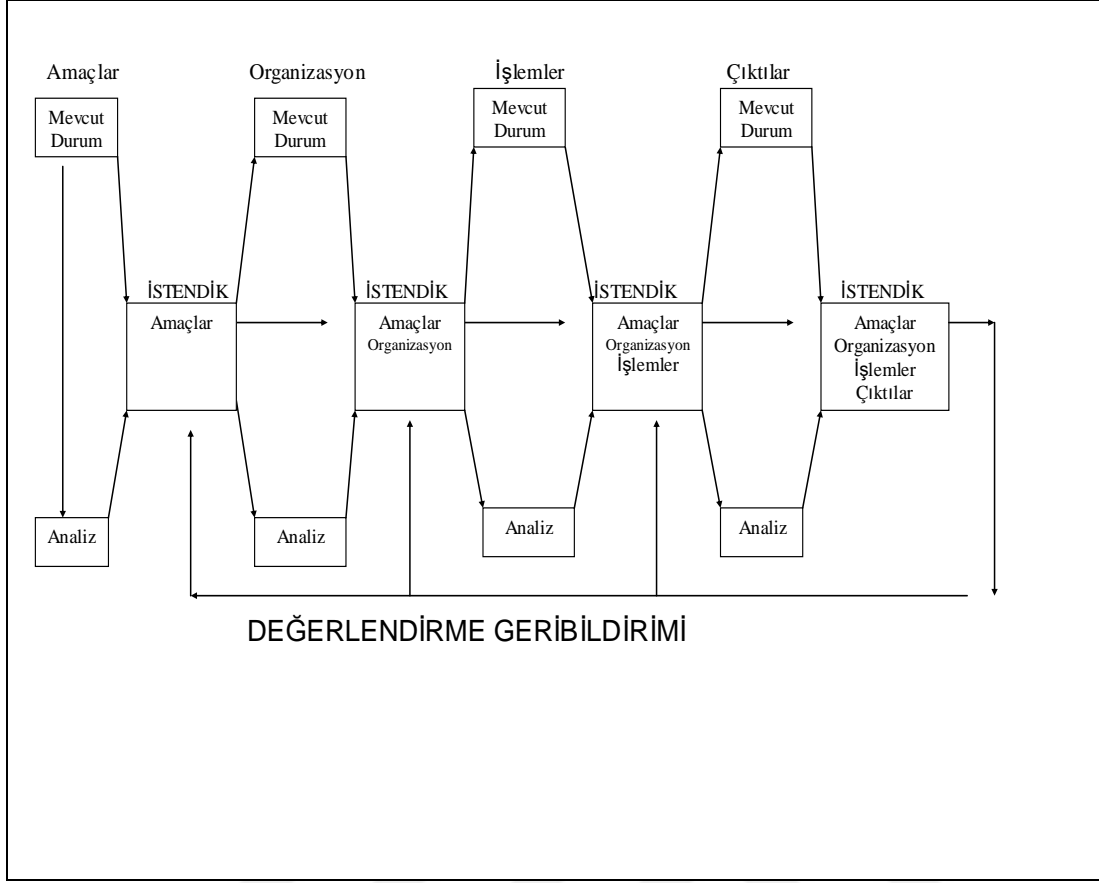 Amaçlar
Organizasyon
İşlemler
Çıktılar
Mevcut
Durum
Mevcut
Durum
Mevcut
Durum
Mevcut
Durum
İSTENDİK
Amaçlar
İSTENDİK
Amaçlar
Organizasyon
İSTENDİK
Amaçlar
Organizasyon
İşlemler
İSTENDİK
Amaçlar
Organizasyon
İşlemler
Çıktılar
Analiz
Analiz
Analiz
Analiz
DEĞERLENDİRME GERİBİLDİRİMİ